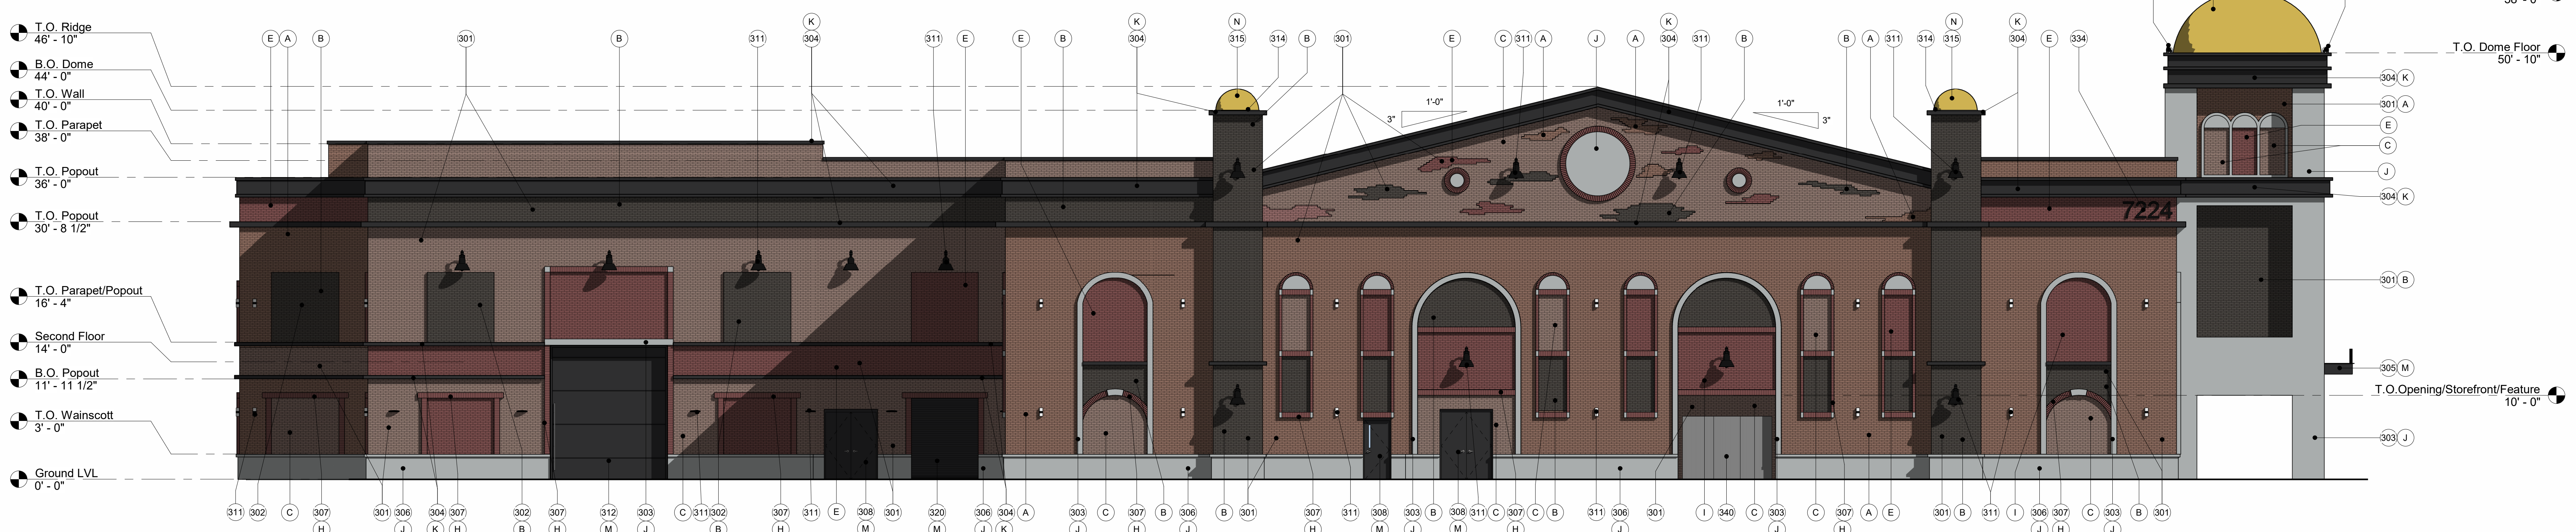 T.O. Ridge
46' - 10"
B.O. Dome
44' - 0"
T.O. Wall
40' - 0"
T.O. Parapet
38' - 0"
T.O. Popout
36' - 0"
T.O. Popout
30' - 8 1/2"
T.O. Parapet/Popout
16' - 4"
Second Floor
14' - 0"
B.O. Popout
11' - 11 1/2"
T.O. Wainscott
3' - 0"
Ground LVL
0' - 0"
K K N K N K
E A B 301 B 311 304 311 E E B 304 315 314 B 301 E C 311 A J A 304 311 B B A 311 314 315 304 E 334
1'-0"
3"
1'-0"
3"
7224
T.O. Dome Floor
50' - 10"
304 K
301 A
E
C
J
304 K
301 B
305 M
T.O.Opening/Storefront/Feature
10' - 0"
303 J
311 302 C 307 301 306 304 307 302 307 312 303 C 311 302 307 311 E 308 301 320 306 304 A 303 C 307 B 306 B 301 307 311 308 303 B 308 311 C 307 C B 311 306 301 I 340 C 303 307 A E 301 B 311 I 306 307 C 303 B 301
H J K H B H M J B H M M J K J H J H M J M H J J H J H J